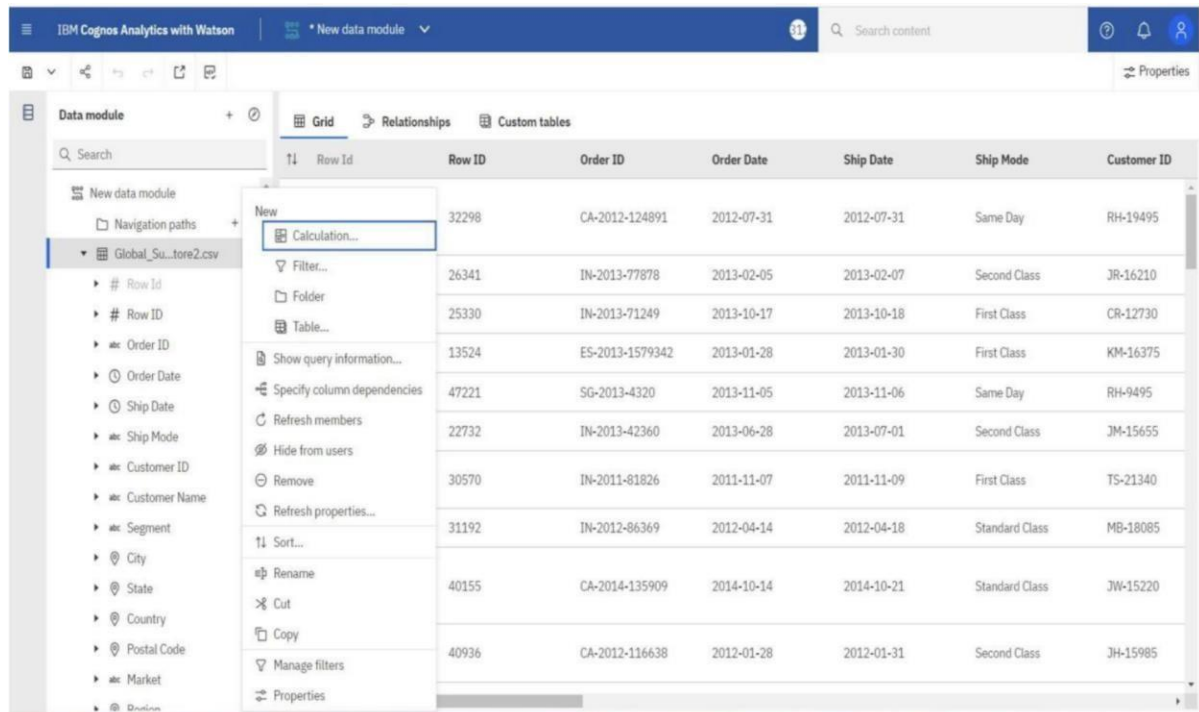 IBM Cognos Analytics with Watson
* New data module
31.
Search content
Properties
Data module
Grid
Relationships
Custom tables
Search
Row Id Row ID Order ID Order Date Ship Date Ship Mode Customer ID
New data module
Navigation paths
Global_Su...tore2.csv
# Row Id
# Row ID
abc Order ID
Order Date
Ship Date
abc Ship Mode
abc Customer ID
abc Customer Name
abc Segment
City
State
Country
Postal Code
abc Market
Region
New
Calculation...
Filter...
Folder
Table...
Show query information...
Specify column dependencies
Refresh members
Hide from users
Remove
Refresh properties...
Sort...
Rename
Cut
Copy
Manage filters
Properties
32298 CA-2012-124891 2012-07-31 2012-07-31 Same Day RH-19495
26341 IN-2013-77878 2013-02-05 2013-02-07 Second Class JR-16210
25330 IN-2013-71249 2013-10-17 2013-10-18 First Class CR-12730
13524 ES-2013-1579342 2013-01-28 2013-01-30 First Class KM-16375
47221 SG-2013-4320 2013-11-05 2013-11-06 Same Day RH-9495
22732 IN-2013-42360 2013-06-28 2013-07-01 Second Class JM-15655
30570 IN-2011-81826 2011-11-07 2011-11-09 First Class TS-21340
31192 IN-2012-86369 2012-04-14 2012-04-18 Standard Class MB-18085
40155 CA-2014-135909 2014-10-14 2014-10-21 Standard Class JW-15220
40936 CA-2012-116638 2012-01-28 2012-01-31 Second Class JH-15985